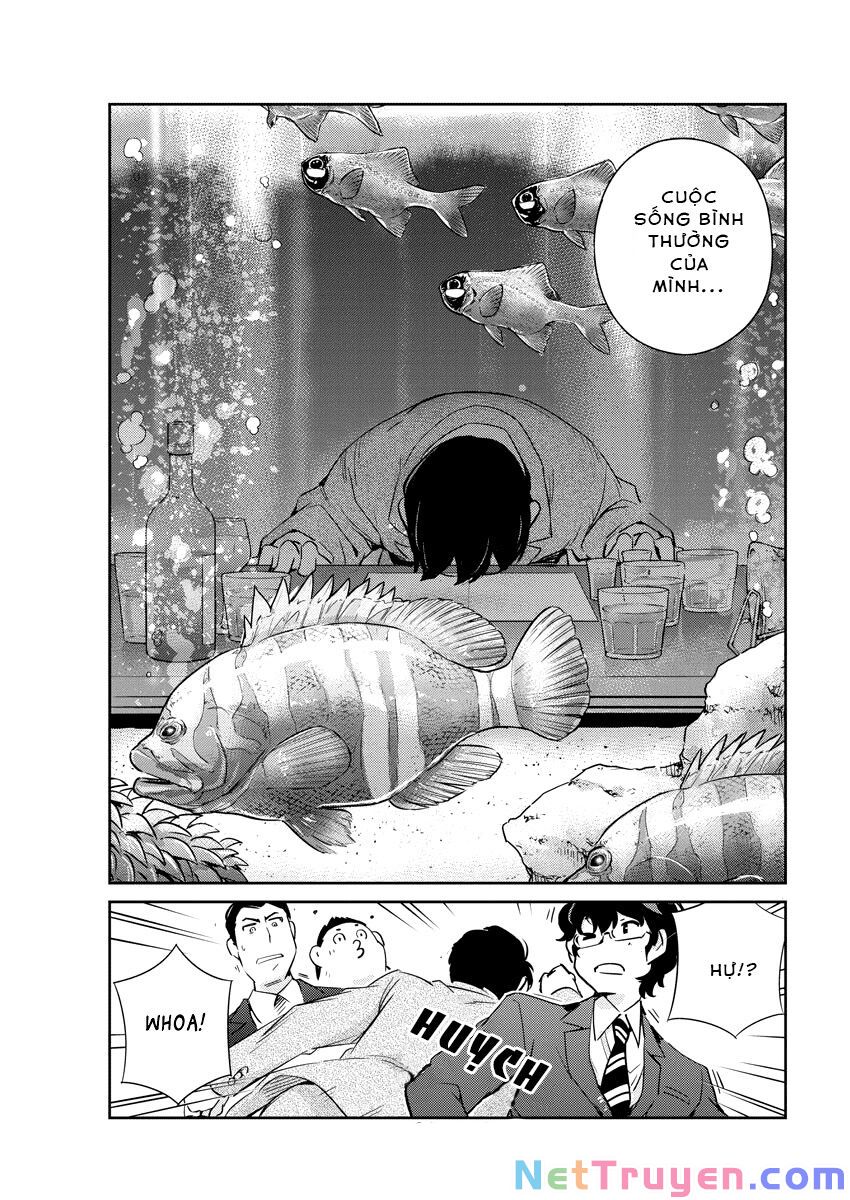 CUỘC
SỐNG BÌNH
THƯỜNG
CỦA
MÌNH...
HỰ!?
WHOA!
HUỴCH
NetTruyen.com